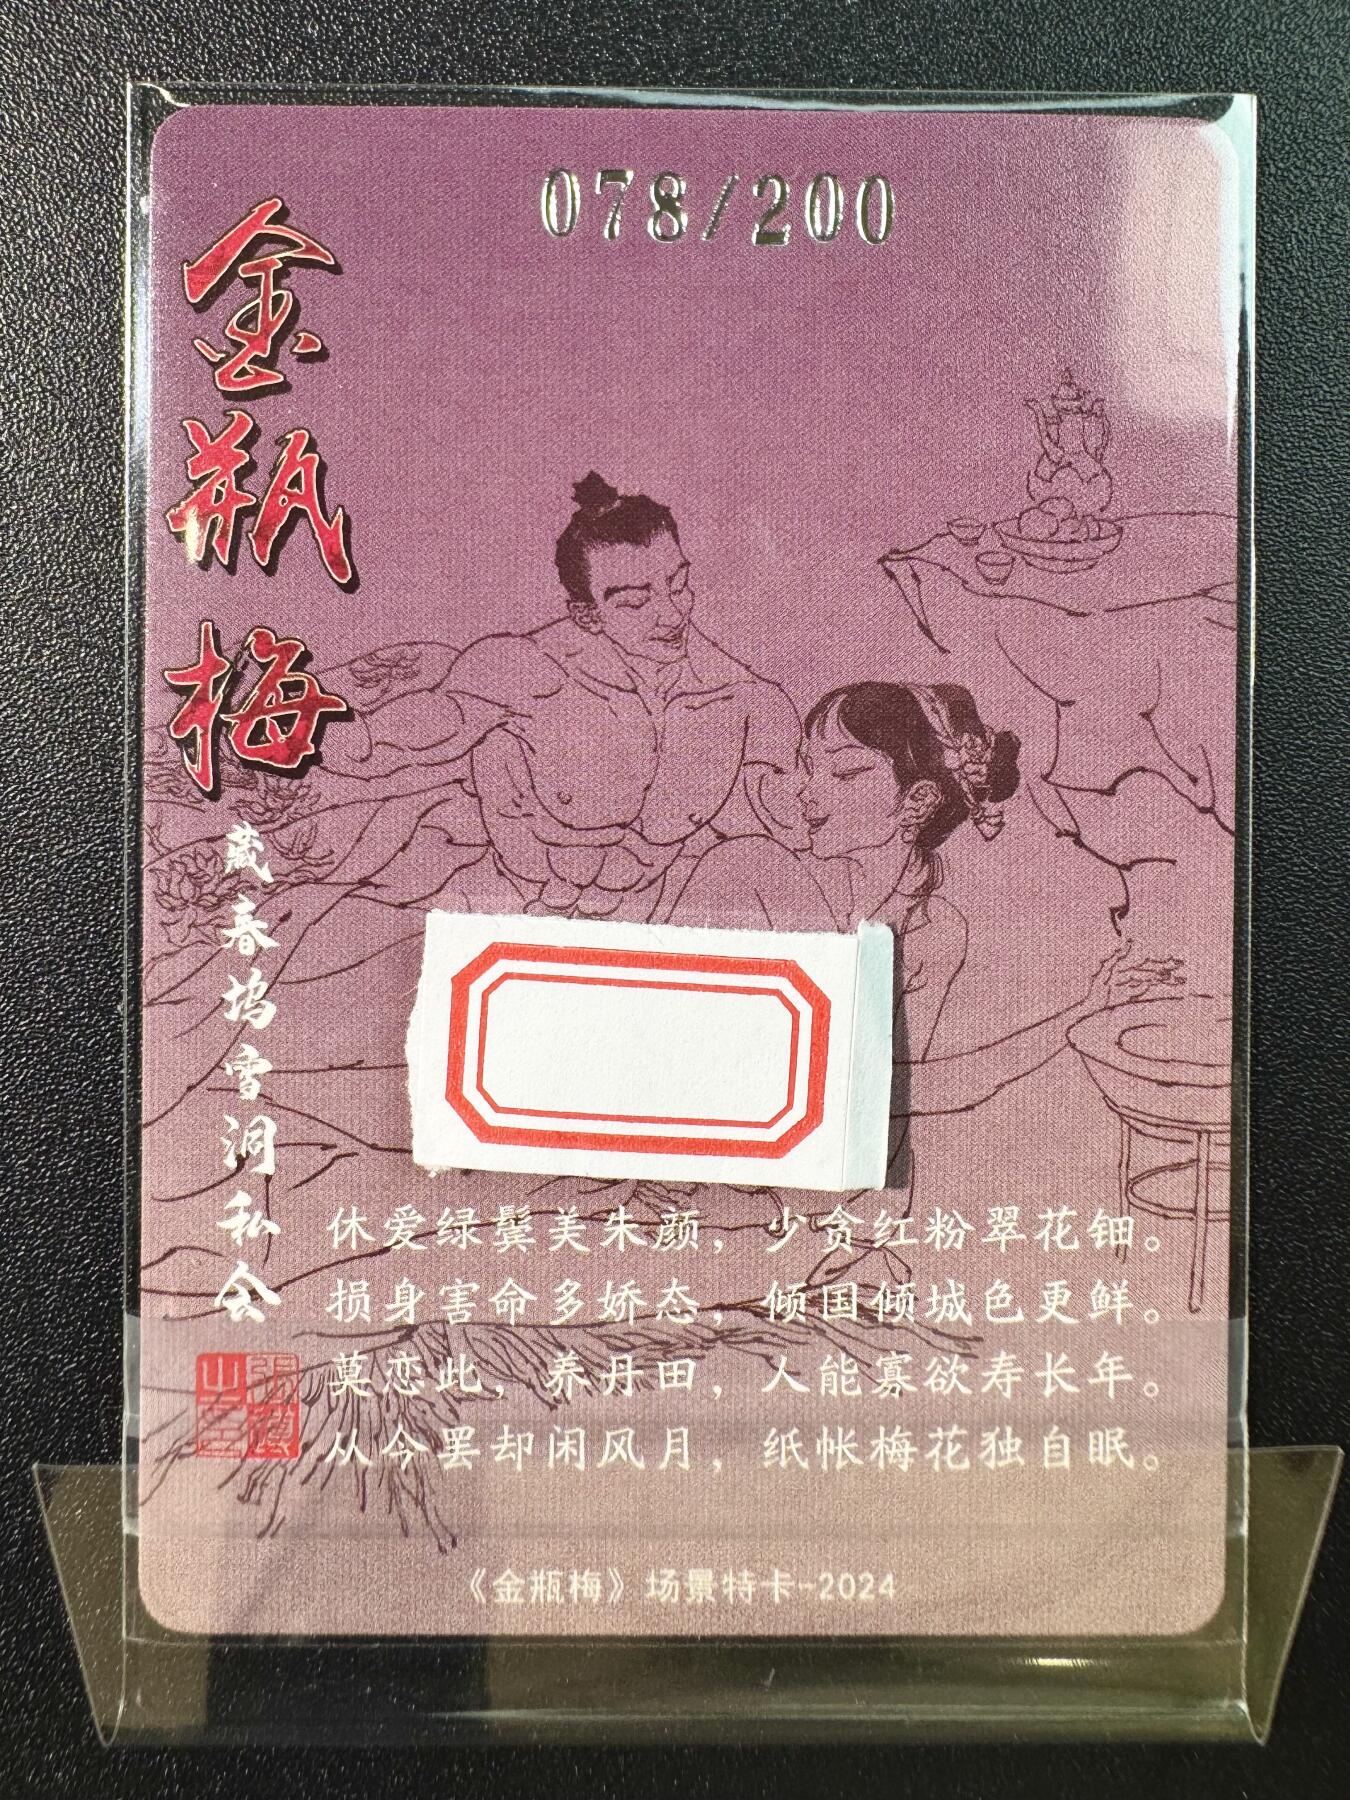 078/200
金瓶梅
藏春坞雪洞私会
休爱绿鬓美朱颜，少贪红粉翠花钿。
损身害命多娇态，倾国倾城色更鲜。
莫恋此，养丹田，人能寡欲寿长年。
从今罢却闲风月，纸帐梅花独自眠。
《金瓶梅》场景特卡-2024